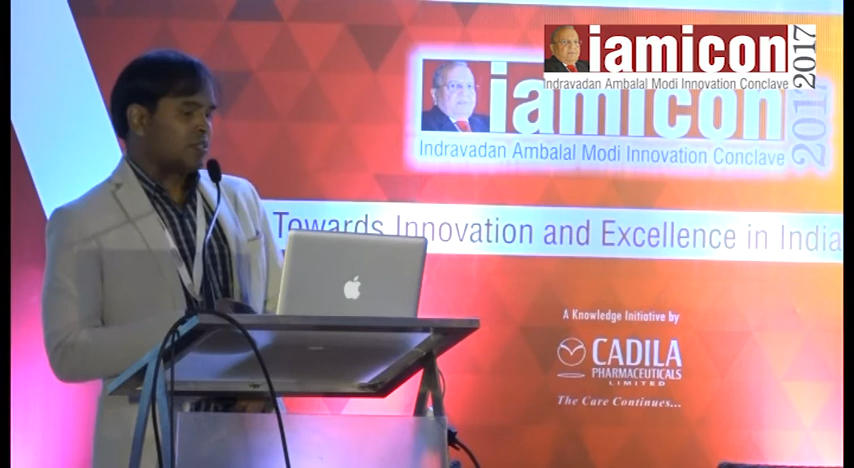 iamicon
2017
Indravadan Ambalal Modi Innovation Conclave
iamicon
2017
Indravadan Ambalal Modi Innovation Conclave
Towards Innovation and Excellence in India
A Knowledge Initiative by
CADILA
PHARMACEUTICALS
LIMITED
The Care Continues...